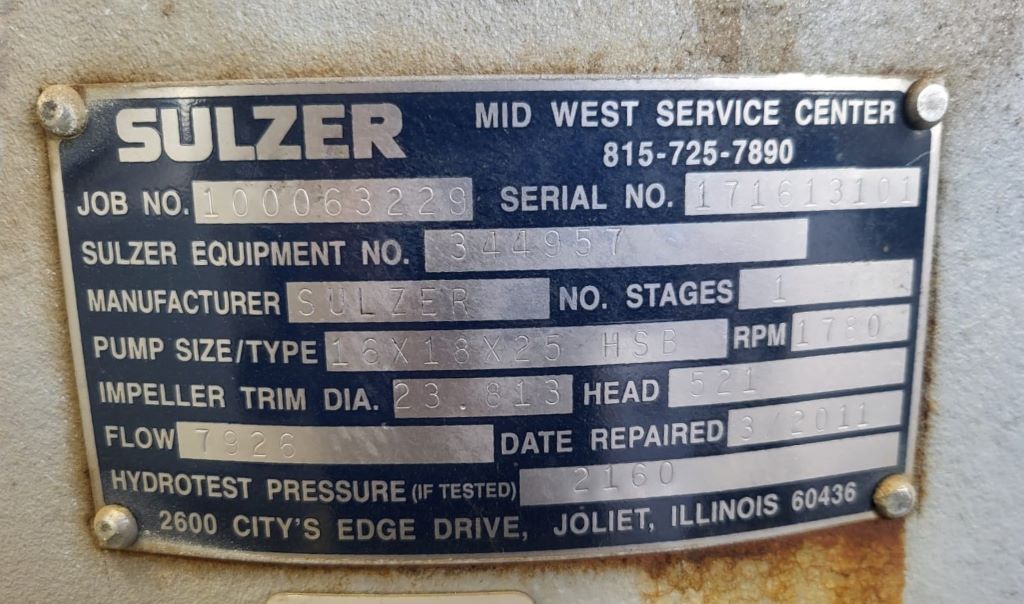 SULZER MID WEST SERVICE CENTER
815-725-7890
JOB NO. 100063229 SERIAL NO. 171613101
SULZER EQUIPMENT NO. 344957
MANUFACTURER SULZER NO. STAGES 1
PUMP SIZE/TYPE 16X18X25 HSB RPM 1780
IMPELLER TRIM DIA. 23.813 HEAD 521
FLOW 7926 DATE REPAIRED 3/2011
HYDROTEST PRESSURE (IF TESTED) 2160
2600 CITY'S EDGE DRIVE, JOLIET, ILLINOIS 60436